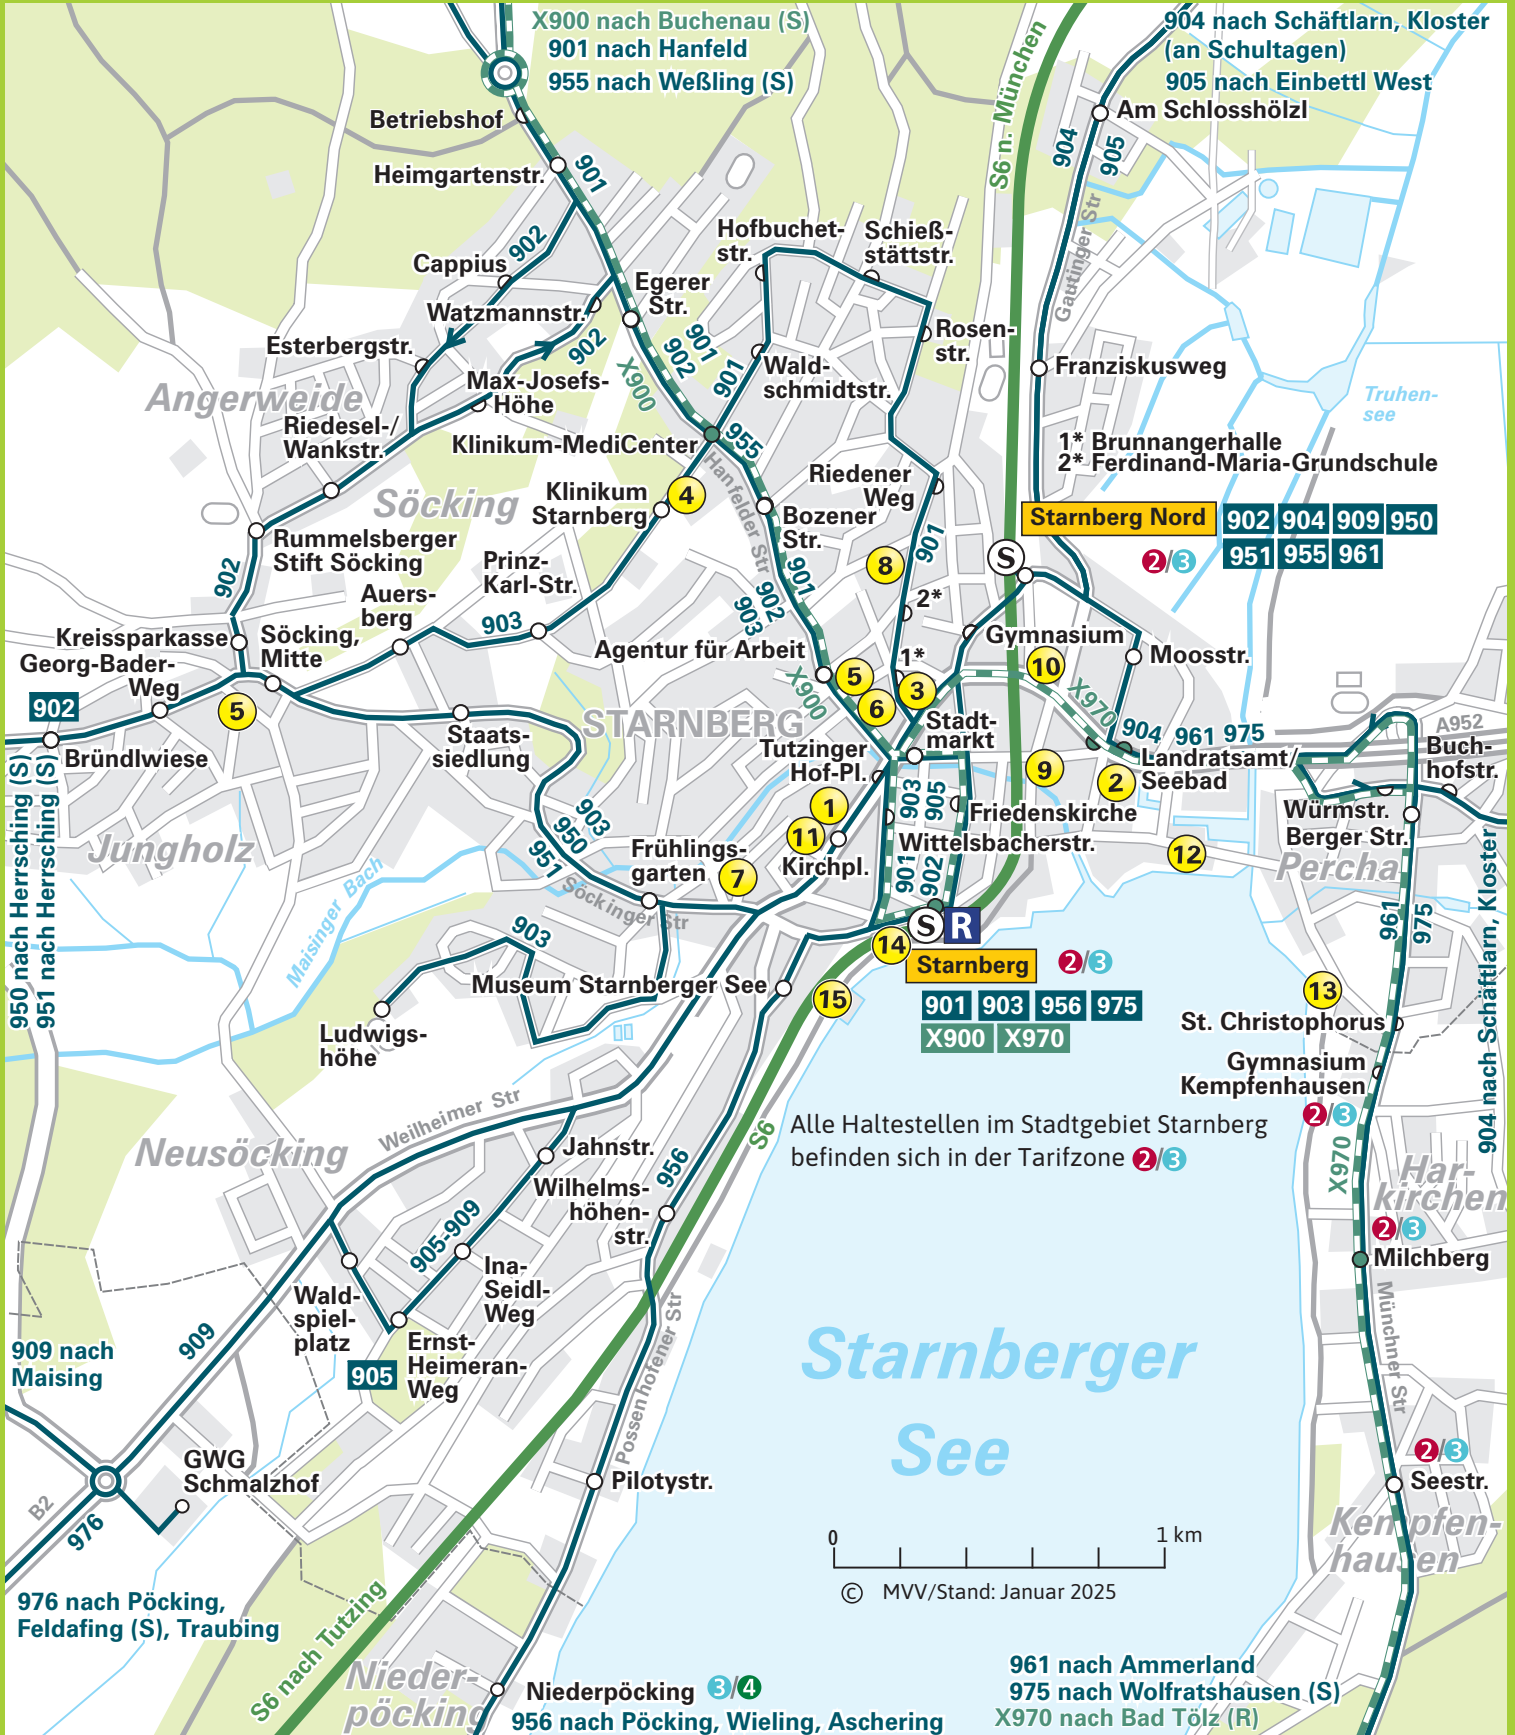 X900 nach Buchenau (S)
901 nach Hanfeld
955 nach Weßling (S)
904 nach Schäftlarn, Kloster
(an Schultagen)
905 nach Einbettl West
S6 n. München
Betriebshof
Am Schlosshölzl
904
905
Heimgartenstr.
901
Gautinger Str
Hofbuchet-
str.
Schieß-
stättstr.
902
Cappius
Egerer
Str.
Watzmannstr.
902
Rosen-
str.
Esterbergstr.
901
902
X900
901
Wald-
schmidtstr.
Franziskusweg
Angerweide
Max-Josefs-
Höhe
Truhen-
see
Riedesel-/
Wankstr.
Klinikum-MediCenter
955
1* Brunnangerhalle
2* Ferdinand-Maria-Grundschule
Hanfelder Str
Riedener
Weg
Söcking
Klinikum
Starnberg
4
Bozener
Str.
901
Starnberg Nord
902 904 909 950
951 955 961
2/3
S
Rummelsberger
Stift Söcking
902
Prinz-
Karl-Str.
8
901
902
903
2*
Auers-
berg
903
Kreissparkasse
Söcking,
Mitte
Georg-Bader-
Weg
Agentur für Arbeit
X900
1*
Gymnasium
10
Moosstr.
5
6
3
X970
902
5
Bründlwiese
Staats-
siedlung
STARNBERG
Stadt-
markt
Tutzinger
Hof-Pl.
904 961 975
Landratsamt/
Seebad
A952
Buch-
hofstr.
950 nach Herrsching (S)
951 nach Herrsching (S)
903
950
951
1
11
Kirchpl.
903
905
9
2
Friedenskirche
Wittelsbacherstr.
Würmstr.
Berger Str.
Percha
12
Jungholz
Maisinger Bach
Frühlings-
garten
7
Söckinger Str
901
902
961
975
904 nach Schäftlarn, Kloster
903
S
R
14
Starnberg
2/3
901 903 956 975
X900 X970
Museum Starnberger See
15
13
Ludwigs-
höhe
St. Christophorus
Gymnasium
Kempfenhausen
2/3
X970
Weilheimer Str
S6
Alle Haltestellen im Stadtgebiet Starnberg
befinden sich in der Tarifzone 2/3
Neusöcking
Jahnstr.
956
Wilhelms-
höhen-
str.
Har-
kirchen
2/3
Milchberg
905-909
Ina-
Seidl-
Weg
Wald-
spiel-
platz
905
Ernst-
Heimeran-
Weg
909
909 nach
Maising
Possenhofener Str
Münchner Str
Starnberger
See
GWG
Schmalzhof
B2
976
Pilotystr.
2/3
Seestr.
Kempfen-
hausen
0
1 km
© MVV/Stand: Januar 2025
976 nach Pöcking,
Feldafing (S), Traubing
S6 nach Tutzing
Nieder-
pöcking
Niederpöcking 3/4
956 nach Pöcking, Wieling, Aschering
961 nach Ammerland
975 nach Wolfratshausen (S)
X970 nach Bad Tölz (R)